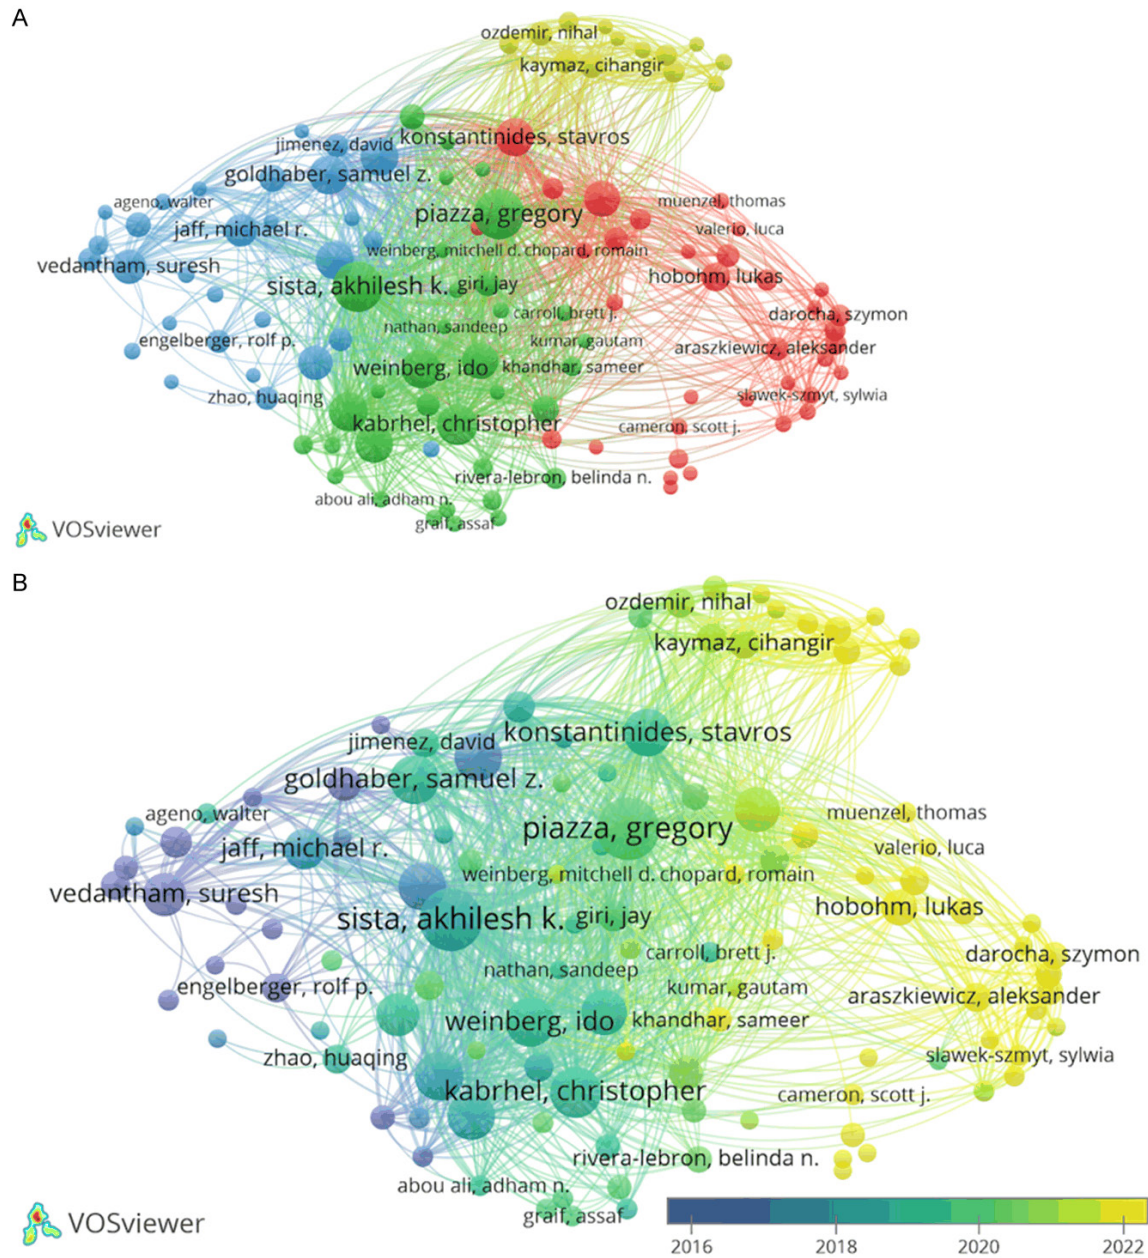 A
ozdemir, nihal
kaymaz, cihangir
konstantinides, stavros
jimenez, david
goldhaber, samuel z.
ageno, walter
muenzel, thomas
piazza, gregory
jaff, michael r.
valerio, luca
weinberg, mitchell d. chopard, romain
vedantham, suresh
hobohm, lukas
sista, akhilesh k. giri, jay
carroll, brett j.
darocha, szymon
nathan, sandeep
engelberger, rolf p.
kumar, gautam
araszkiewicz, aleksander
weinberg, ido khandhar, sameer
zhao, huaqing
slawek-szmyt, sylwia
kabrhel, christopher
cameron, scott j.
rivera-lebron, belinda n.
abou ali, adham n.
graif, assaf
VOSviewer
B
ozdemir, nihal
kaymaz, cihangir
konstantinides, stavros
jimenez, david
goldhaber, samuel z.
ageno, walter
muenzel, thomas
piazza, gregory
jaff, michael r.
valerio, luca
weinberg, mitchell d. chopard, romain
vedantham, suresh
hobohm, lukas
sista, akhilesh k. giri, jay
carroll, brett j.
darocha, szymon
nathan, sandeep
engelberger, rolf p.
kumar, gautam
araszkiewicz, aleksander
weinberg, ido khandhar, sameer
zhao, huaqing
slawek-szmyt, sylwia
kabrhel, christopher
cameron, scott j.
rivera-lebron, belinda n.
abou ali, adham n.
graif, assaf
VOSviewer
2016 2018 2020 2022